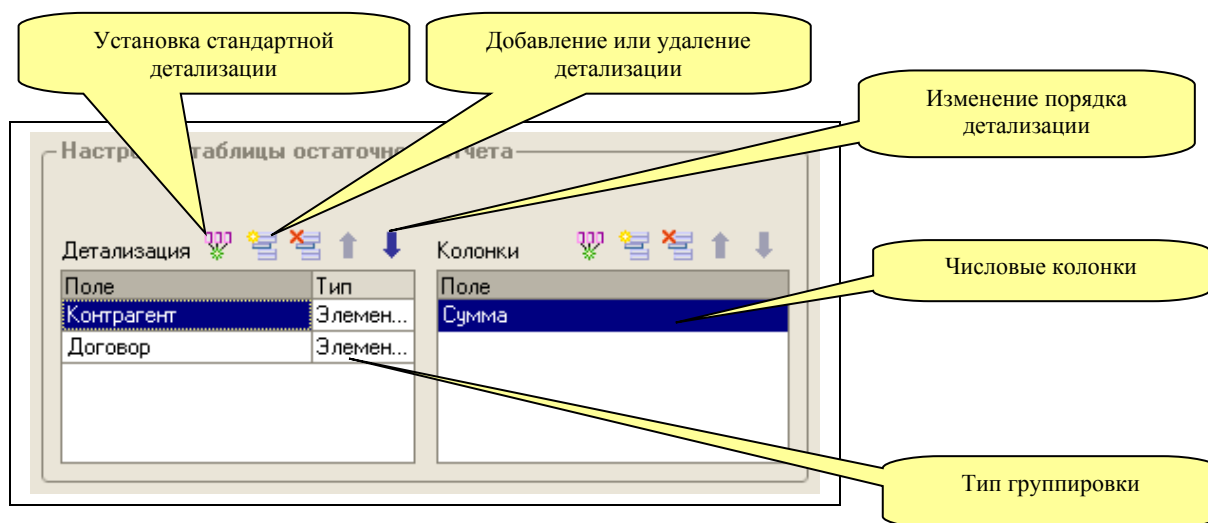 Установка стандартной
детализации
Добавление или удаление
детализации
Изменение порядка
детализации
таблицы
Детализация
Колонки
Поле
Тип
Поле
Контрагент
Элемен...
Сумма
Договор
Элемен...
Числовые колонки
Тип группировки